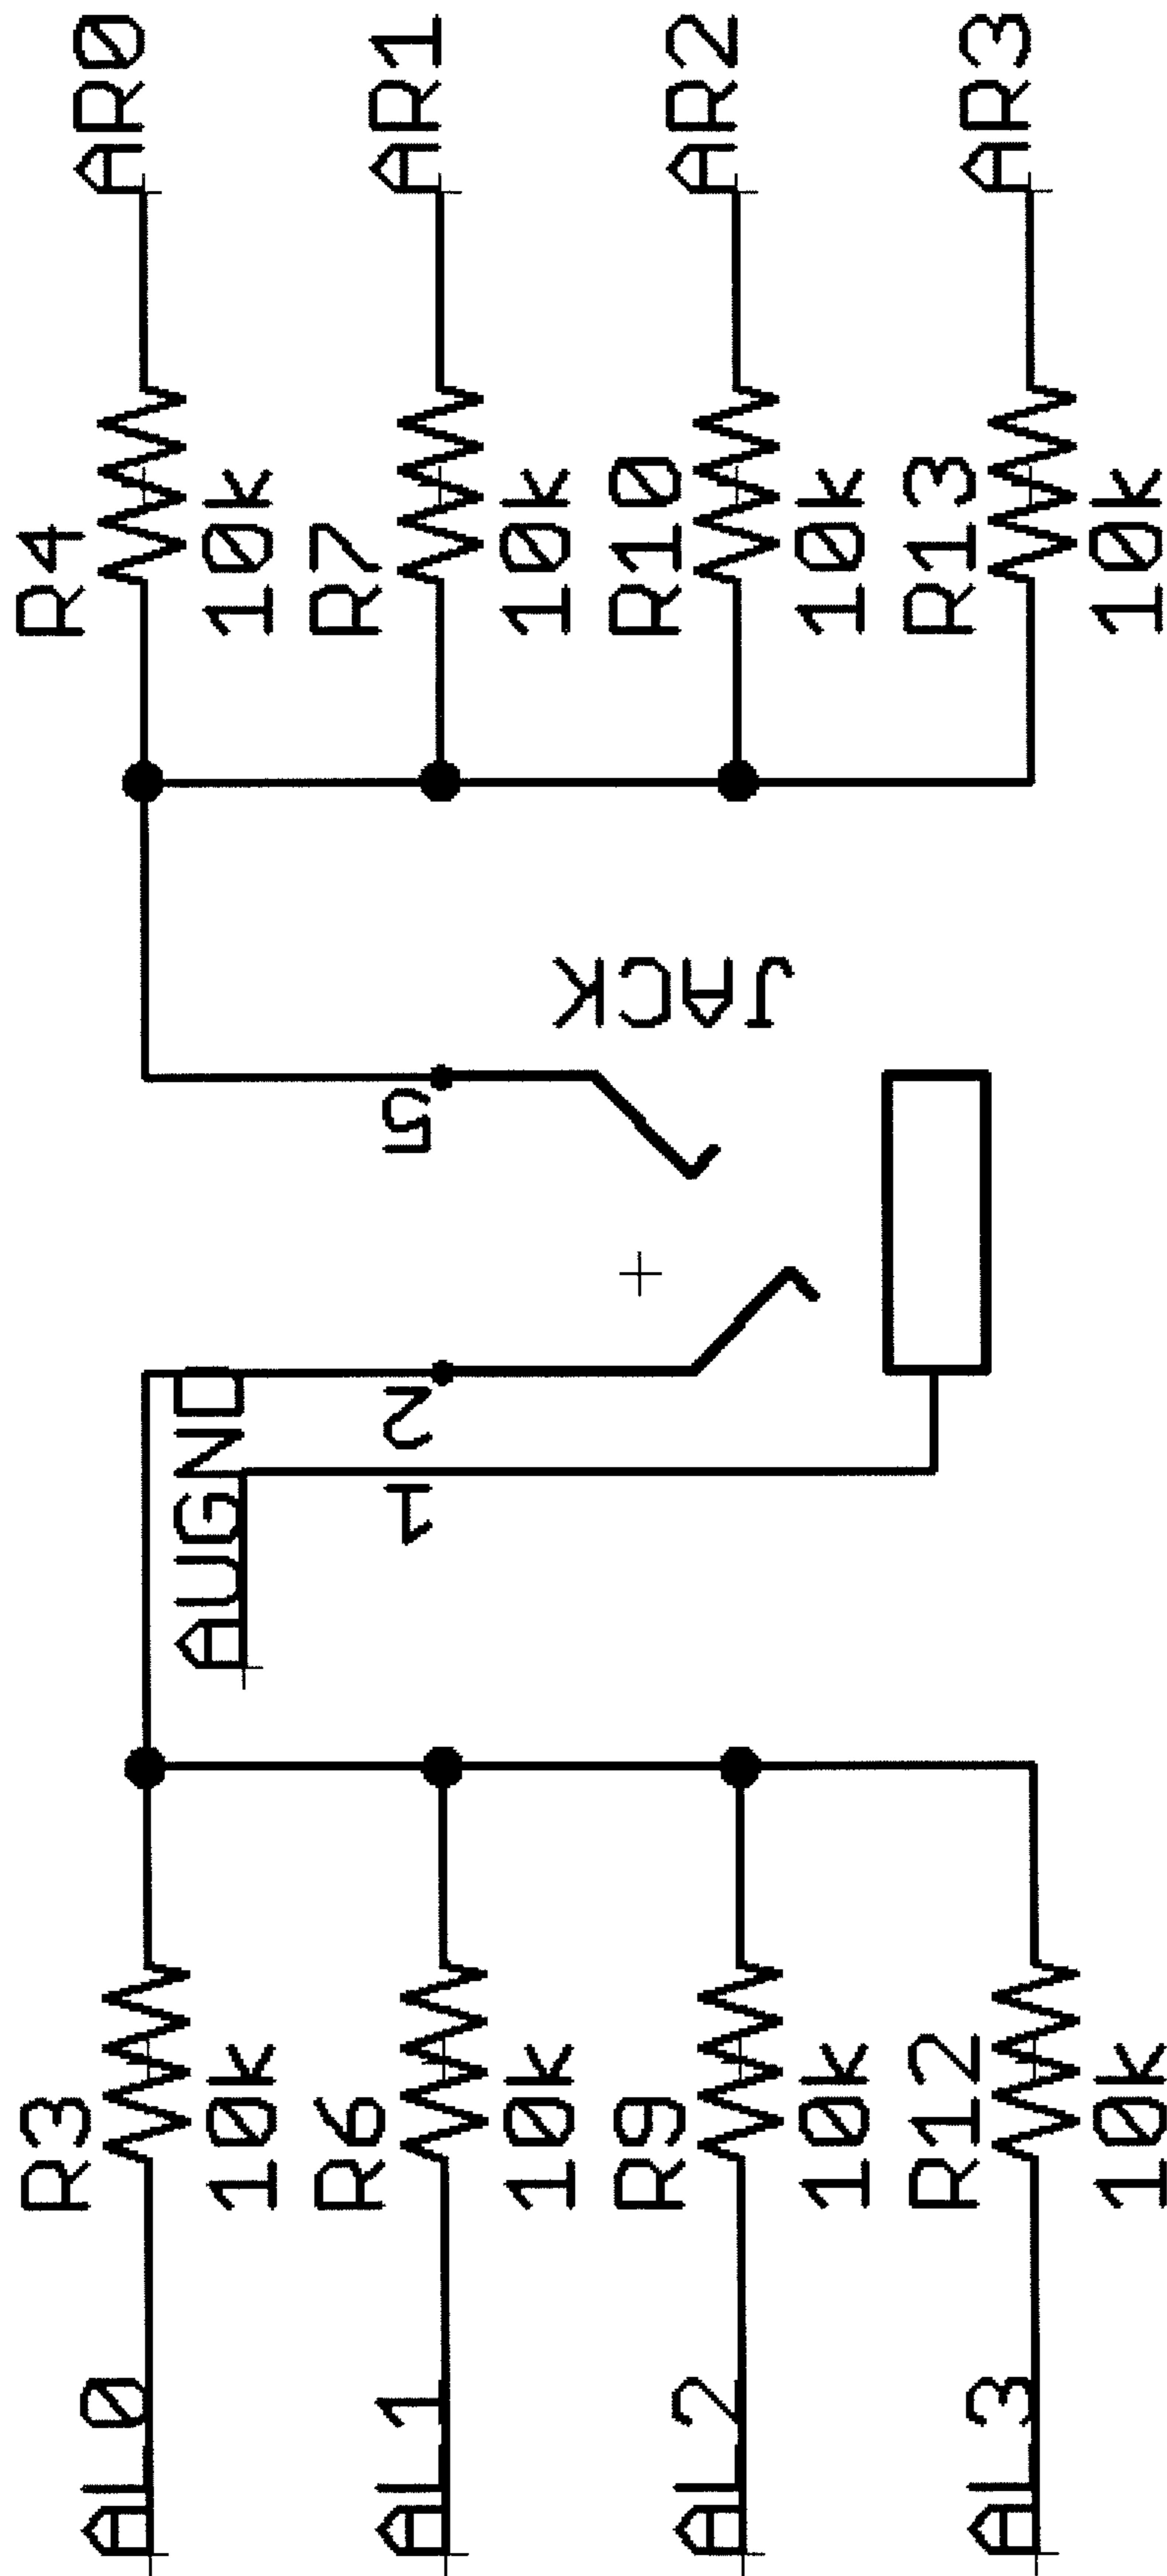 AL0
R3
10k
AUGND
R4
10k
AR0
AL1
R6
10k
1
2
5
R7
10k
AR1
JACK
AL2
R9
10k
R10
10k
AR2
AL3
R12
10k
R13
10k
AR3